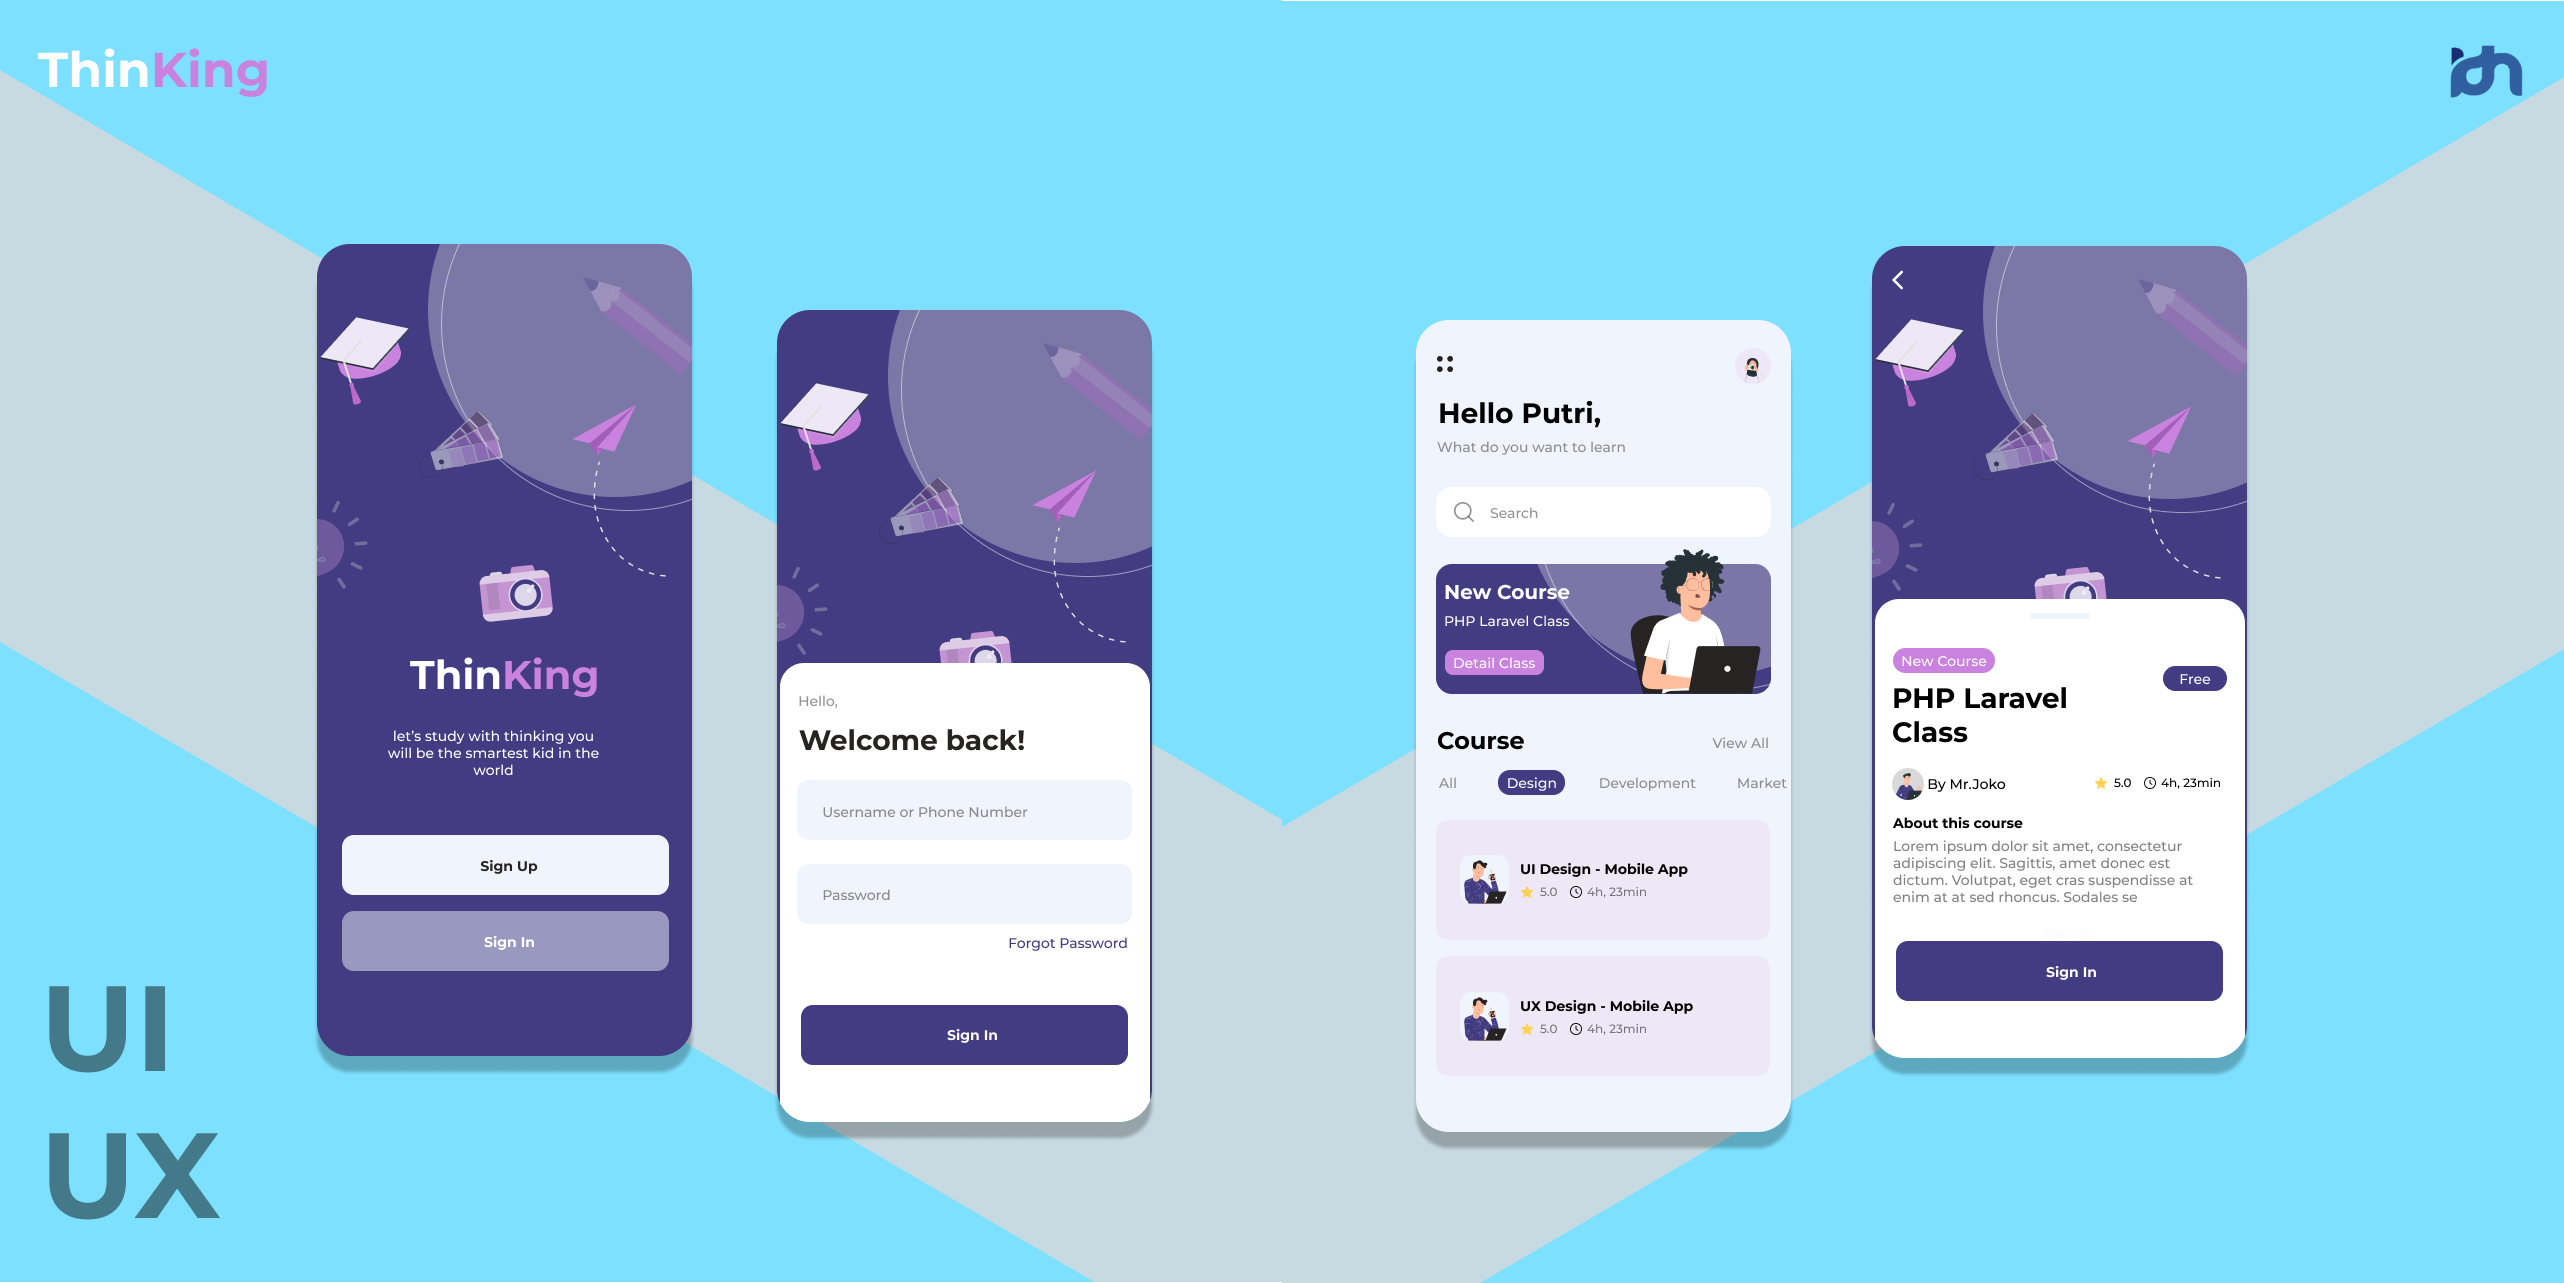 ThinKing
ThinKing
let's study with thinking you
will be the smartest kid in the
world
Sign Up
Sign In
Hello,
Welcome back!
Username or Phone Number
Password
Forgot Password
Sign In
Hello Putri,
What do you want to learn
Search
New Course
PHP Laravel Class
Detail Class
Course
View All
All Design Development Market
UI Design - Mobile App
5.0 4h, 23min
UX Design - Mobile App
5.0 4h, 23min
New Course
Free
PHP Laravel
Class
By Mr.Joko 5.0 4h, 23min
About this course
Lorem ipsum dolor sit amet, consectetur
adipiscing elit. Sagittis, amet donec est
dictum. Volutpat, eget cras suspendisse at
enim at at sed rhoncus. Sodales se
Sign In
UI
UX